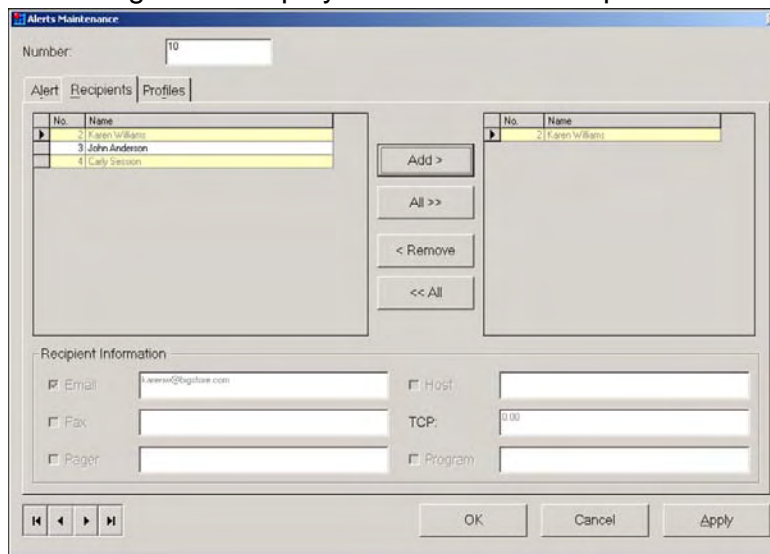 Alerts Maintenance
Number: 10
Alert Recipients Profiles
No. Name
2 Karen Williams
3 John Anderson
4 Carly Session
Add >
All >>
< Remove
<< All
No. Name
2 Karen Williams
Recipient Information
Email
Host
Fax
TCP: 0.00
Pager
Program
OK Cancel Apply